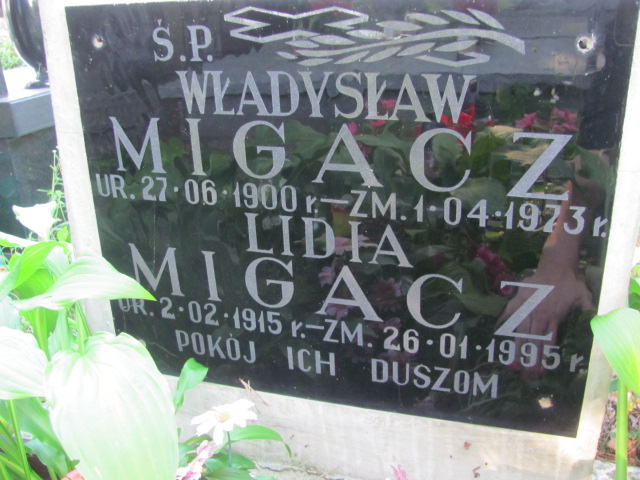 Ś.P.
WŁADYSŁAW
MIGACZ
UR. 27·06·1900 r.–ZM. 1·04·1973 r.
LIDIA
MIGACZ
UR. 2·02·1915 r.–ZM. 26·01·1995 r.
POKÓJ ICH DUSZOM